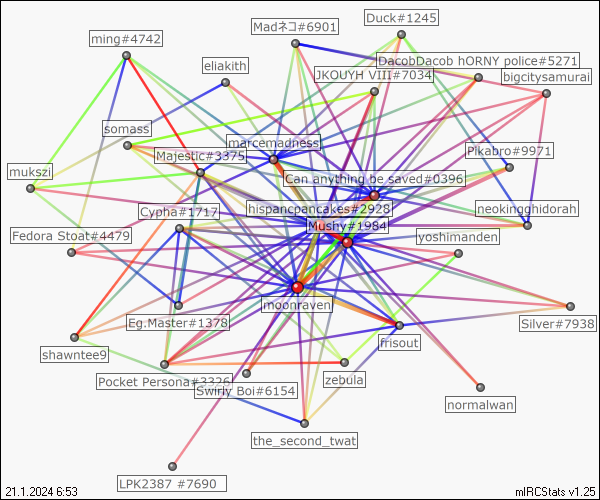 Duck#1245
Madネコ#6901
ming#4742
DacobDacob hORNY police#5271
eliakith
JKOUYH VIII#7034
bigcitysamurai
somass
marcemadness
Majestic#3375
Pikabro#9971
mukszi
Can anything be saved#0396
Cypha#1717
hispancpancakes#2928
neokingghidorah
Mushy#1984
Fedora Stoat#4479
yoshimanden
moonraven
Eg.Master#1378
Silver#7938
frisout
shawntee9
Pocket Persona#3326
zebula
Swirly Boi#6154
normalwan
the_second_twat
LPK2387 #7690
21.1.2024 6:53
mIRCStats v1.25